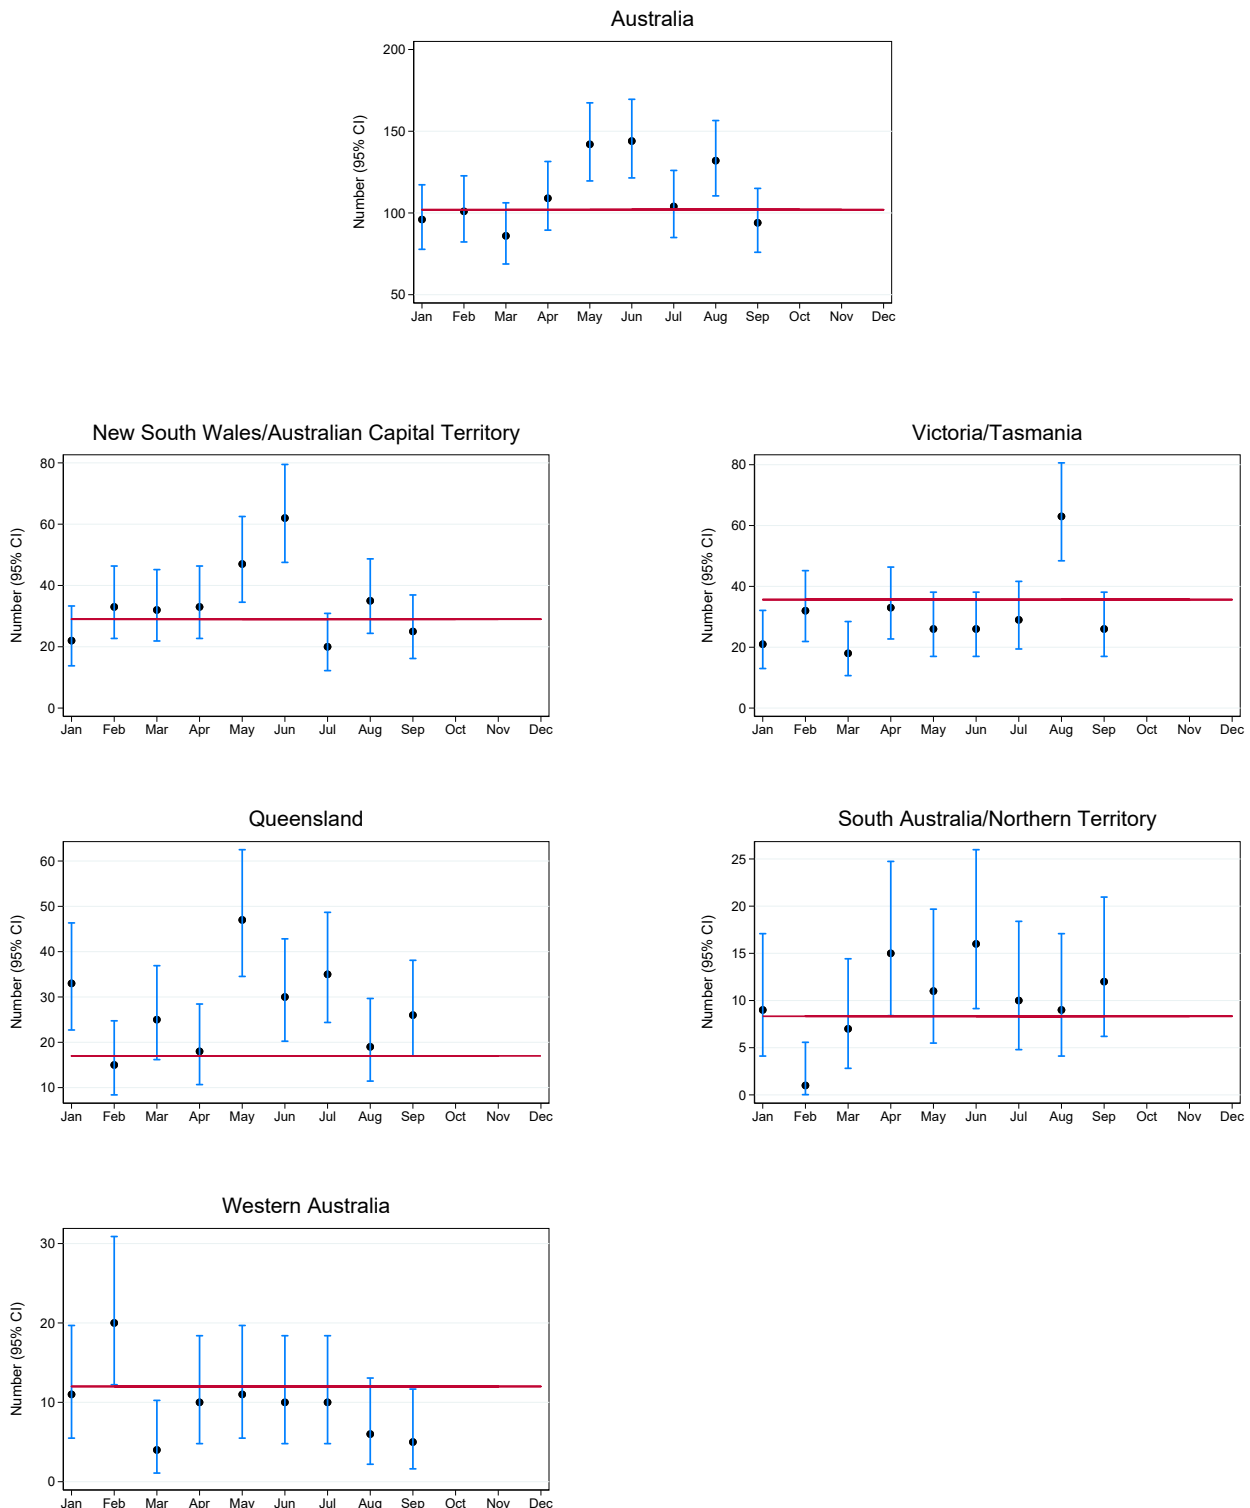 Australia
Number (95% CI)
200
150
100
50
Jan Feb Mar Apr May Jun Jul Aug Sep Oct Nov Dec
New South Wales/Australian Capital Territory
Number (95% CI)
80
60
40
20
0
Jan Feb Mar Apr May Jun Jul Aug Sep Oct Nov Dec
Victoria/Tasmania
Number (95% CI)
80
60
40
20
0
Jan Feb Mar Apr May Jun Jul Aug Sep Oct Nov Dec
Queensland
Number (95% CI)
60
50
40
30
20
10
Jan Feb Mar Apr May Jun Jul Aug Sep Oct Nov Dec
South Australia/Northern Territory
Number (95% CI)
25
20
15
10
5
0
Jan Feb Mar Apr May Jun Jul Aug Sep Oct Nov Dec
Western Australia
Number (95% CI)
30
20
10
0
Jan Feb Mar Apr May Jun Jul Aug Sep Oct Nov Dec